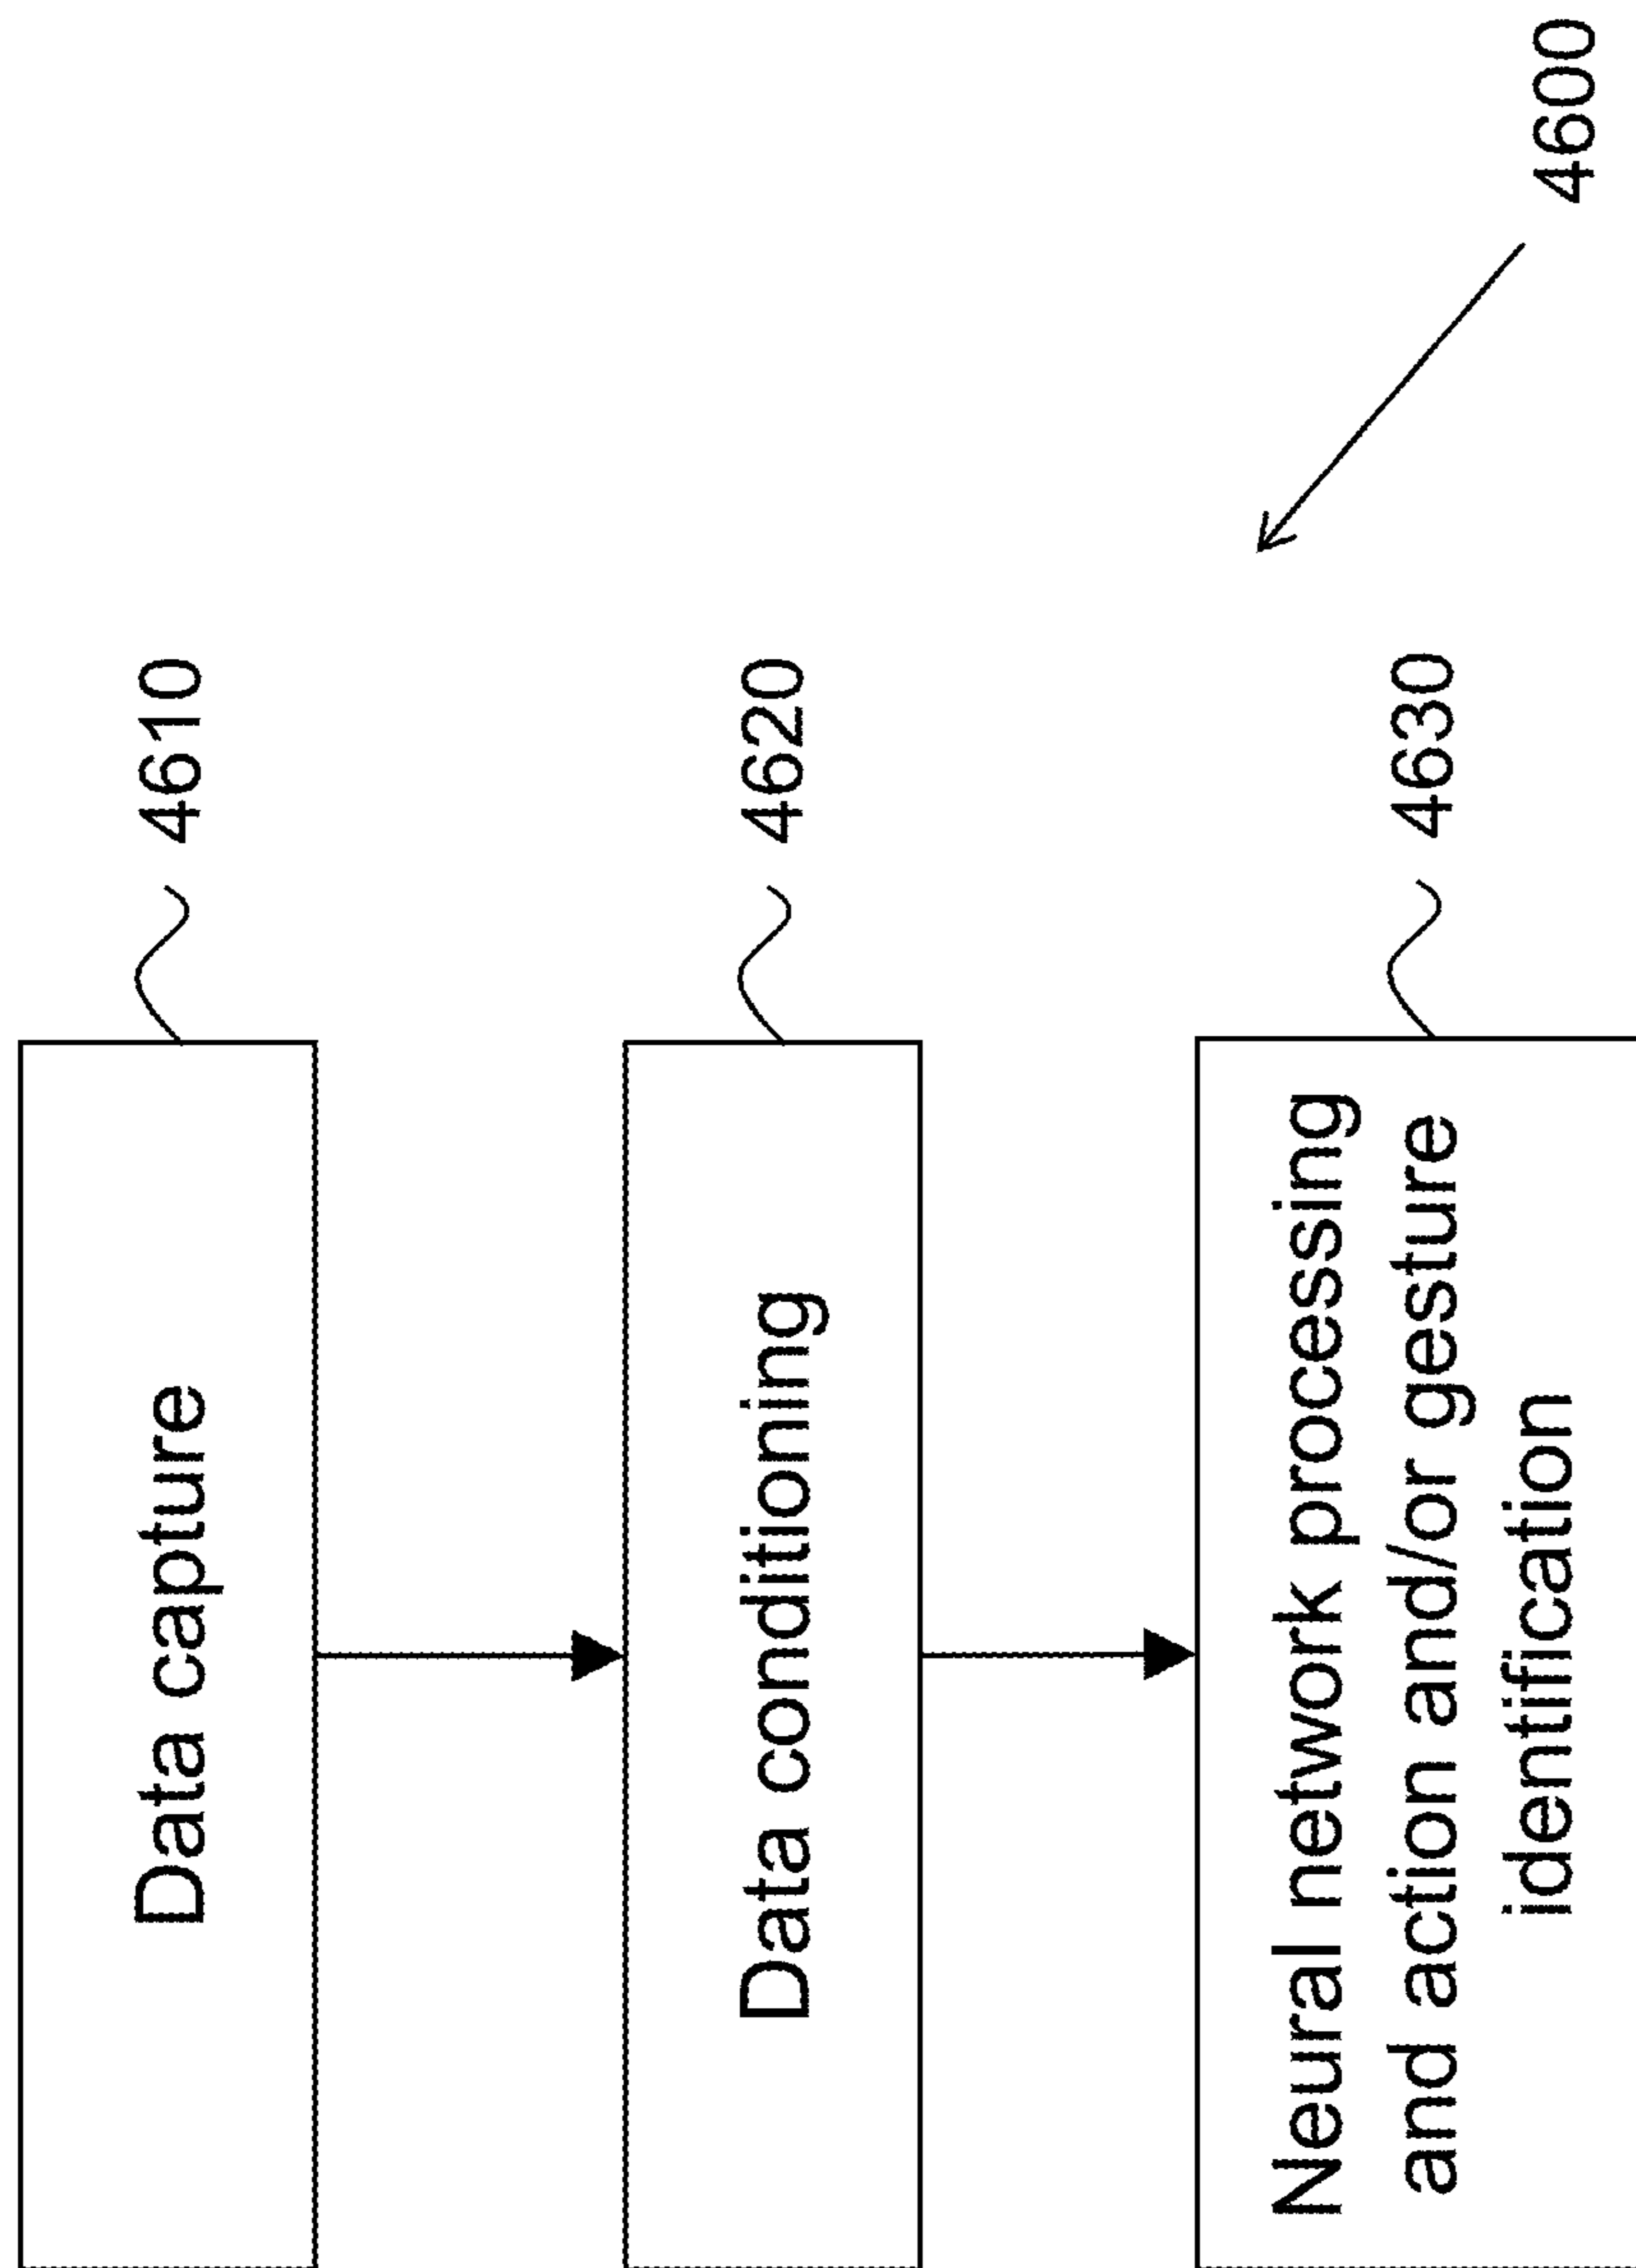 Data capture
4610
Data conditioning
4620
Neural network processing
and action and/or gesture
identification
4630
4600